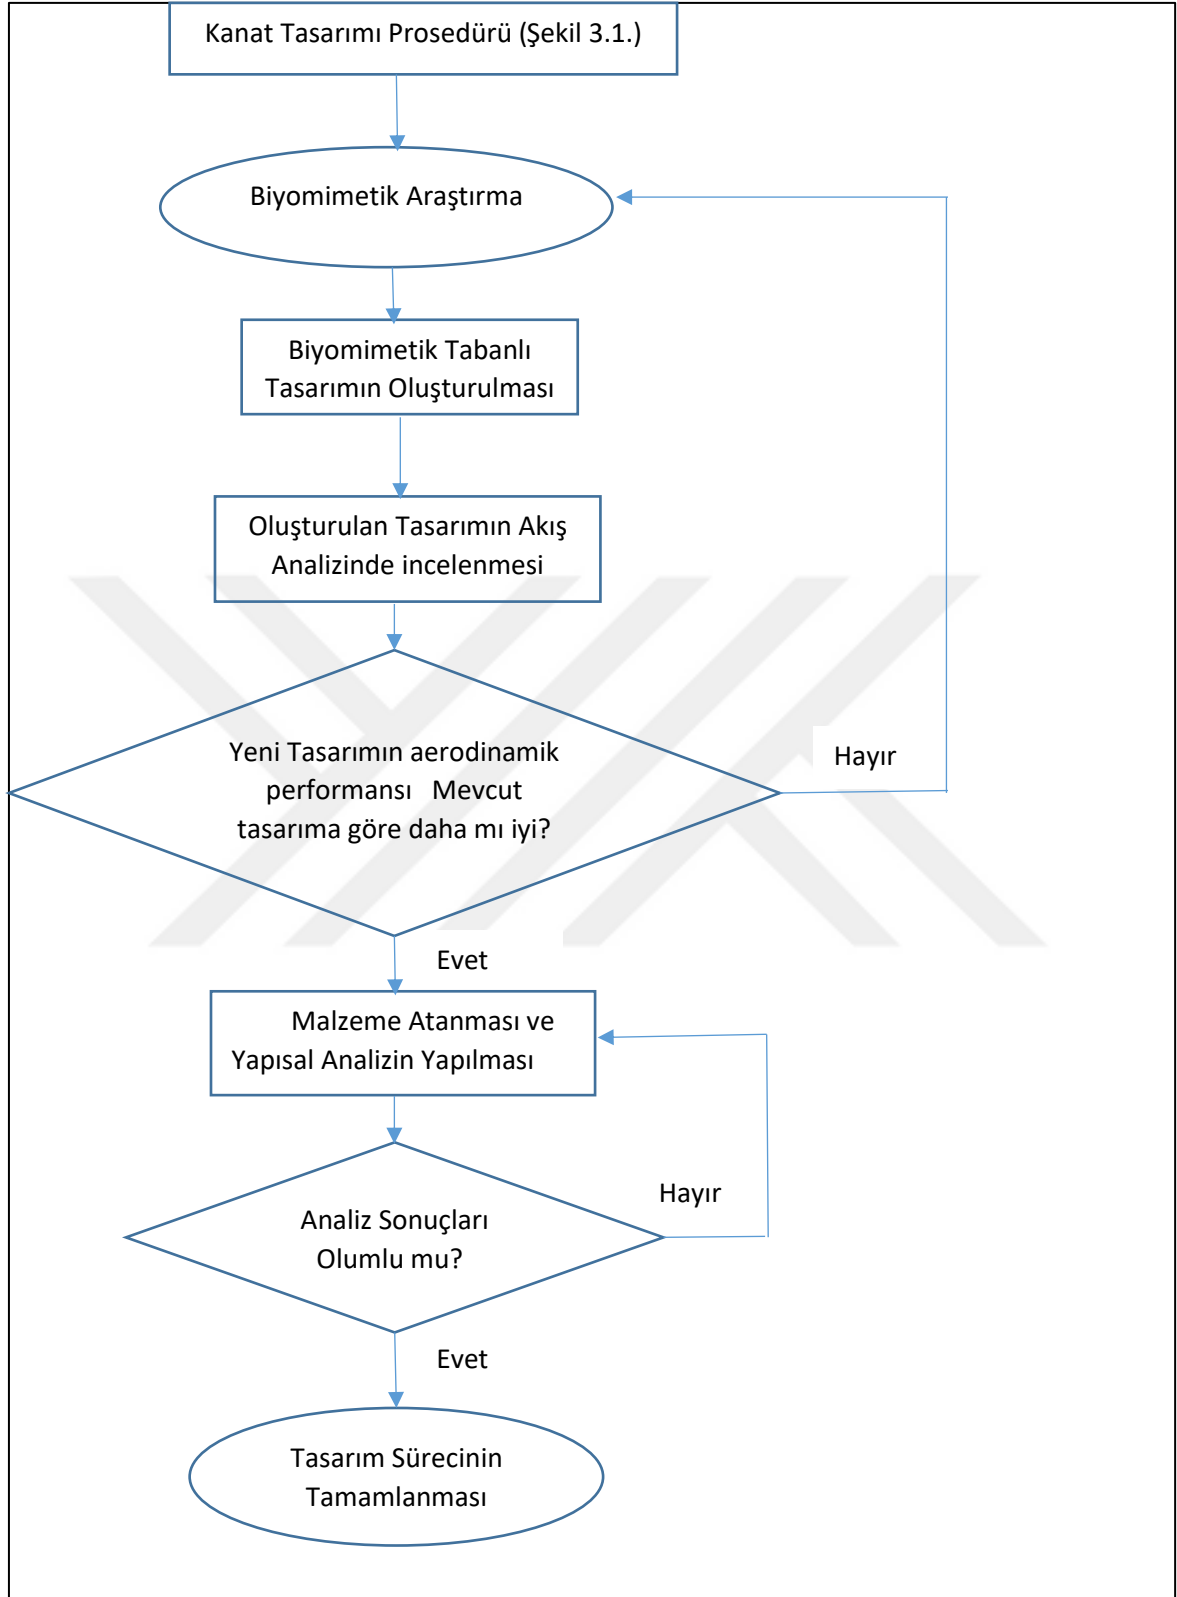 Kanat Tasarımı Prosedürü (Şekil 3.1.)
Biyomimetik Araştırma
Biyomimetik Tabanlı
Tasarımın Oluşturulması
Oluşturulan Tasarımın Akış
Analizinde incelenmesi
Yeni Tasarımın aerodinamik
performansı Mevcut
tasarıma göre daha mı iyi?
Hayır
Evet
Malzeme Atanması ve
Yapısal Analizin Yapılması
Hayır
Analiz Sonuçları
Olumlu mu?
Evet
Tasarım Sürecinin
Tamamlanması